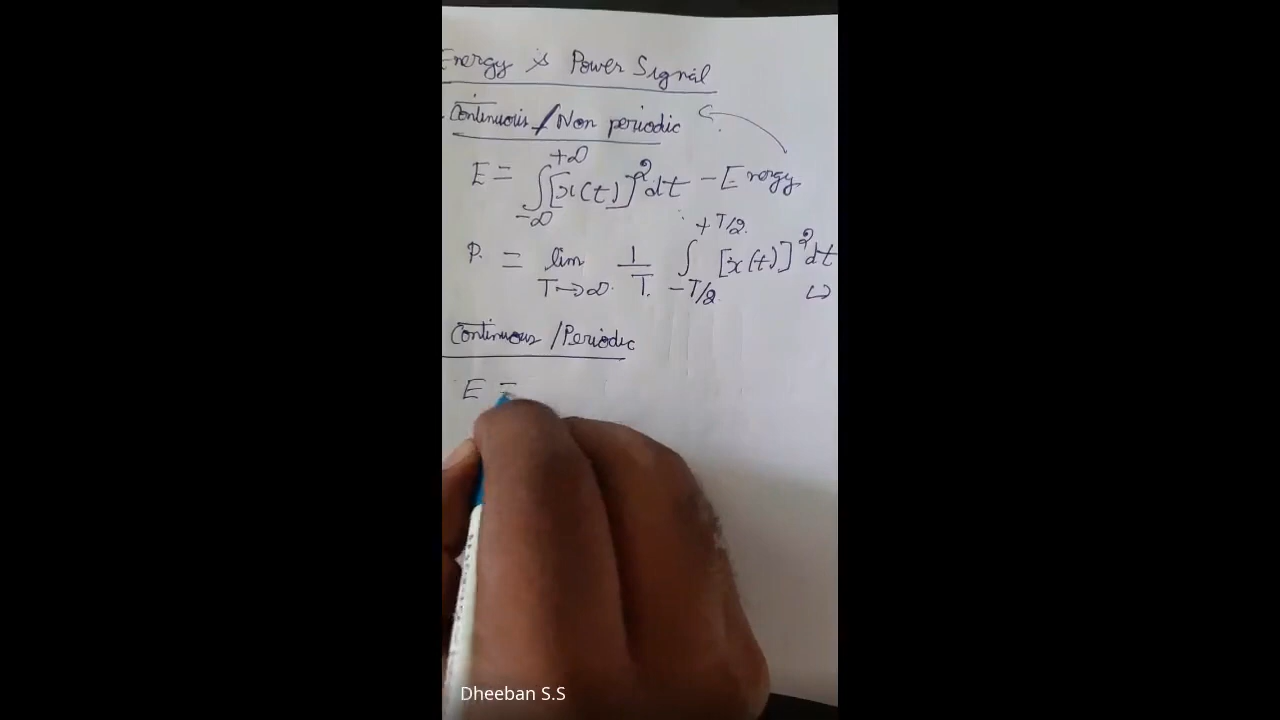 Energy & Power Signal
Continuous / Non periodic
E = ∫_{-∞}^{+∞} [x(t)]^2 dt - Energy
P. = lim_{T→∞} 1/T ∫_{-T/2}^{+T/2} [x(t)]^2 dt
Continuous / Periodic
E =
Dheeban S.S